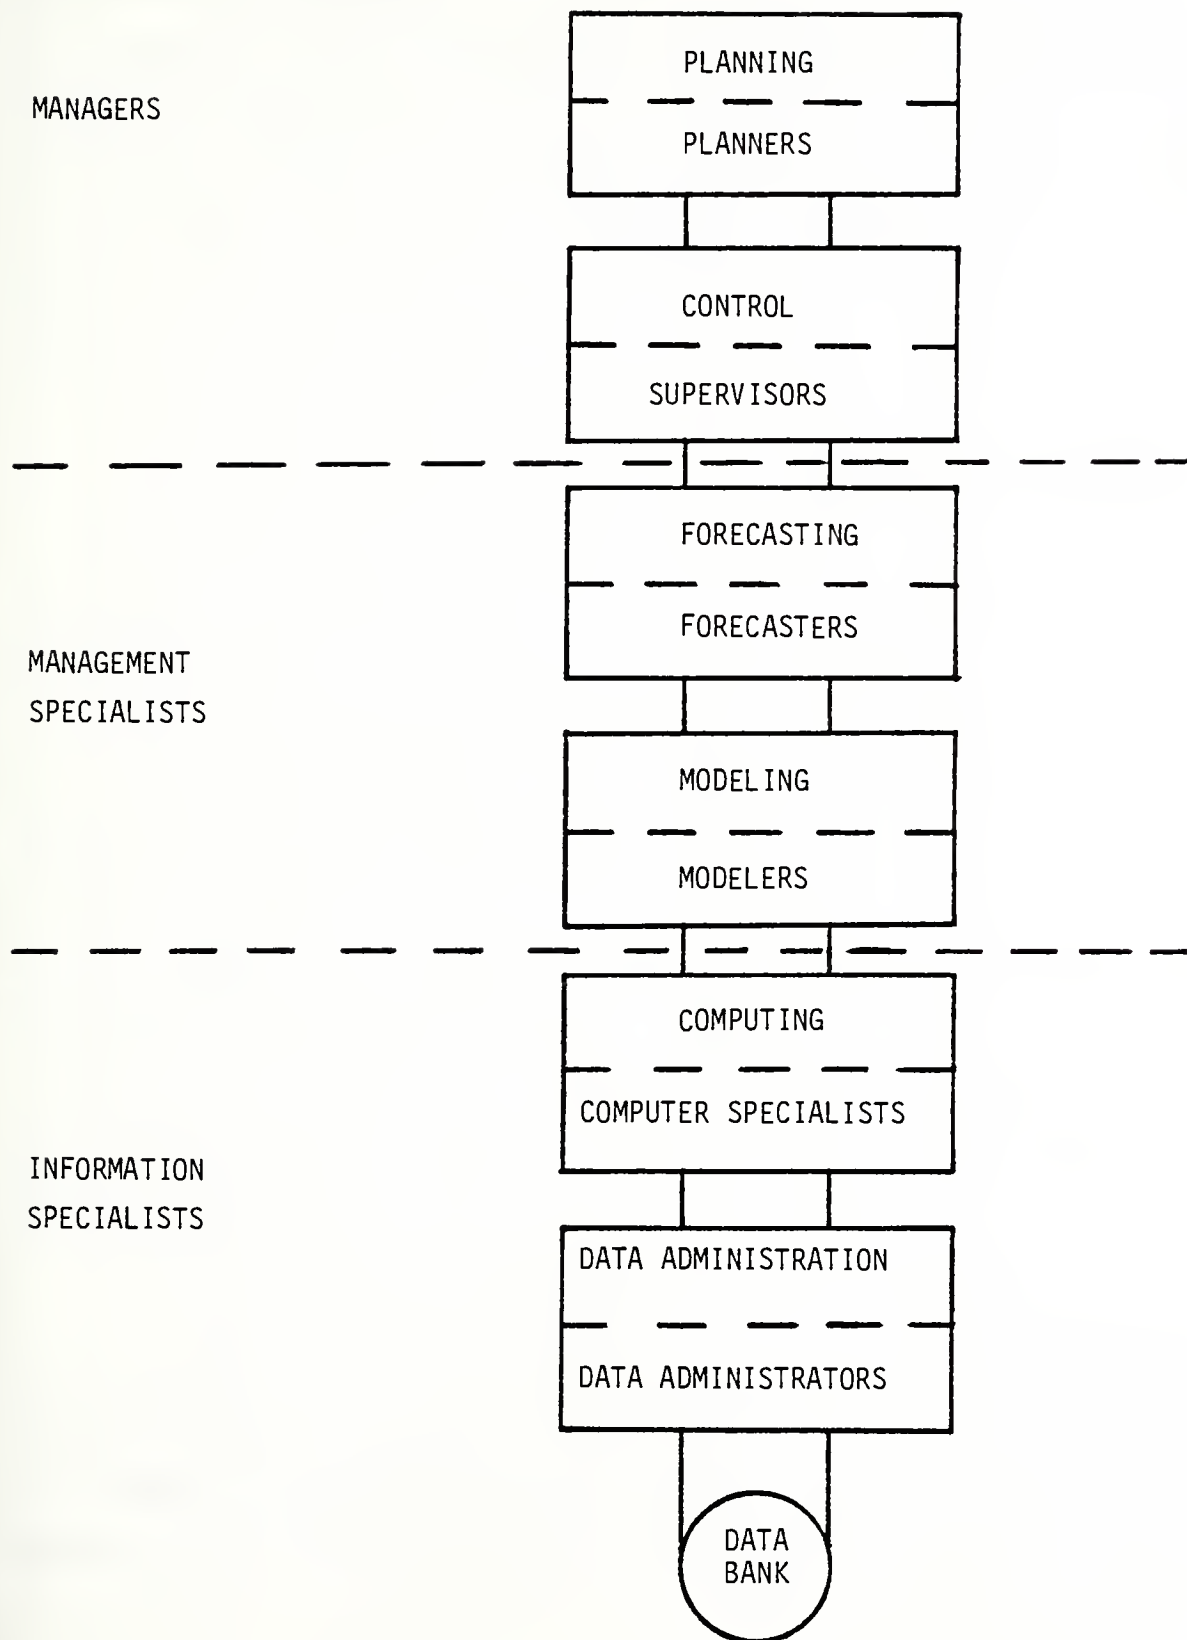 MANAGERS
PLANNING
PLANNERS
CONTROL
SUPERVISORS
MANAGEMENT
SPECIALISTS
FORECASTING
FORECASTERS
MODELING
MODELERS
INFORMATION
SPECIALISTS
COMPUTING
COMPUTER SPECIALISTS
DATA ADMINISTRATION
DATA ADMINISTRATORS
DATA
BANK